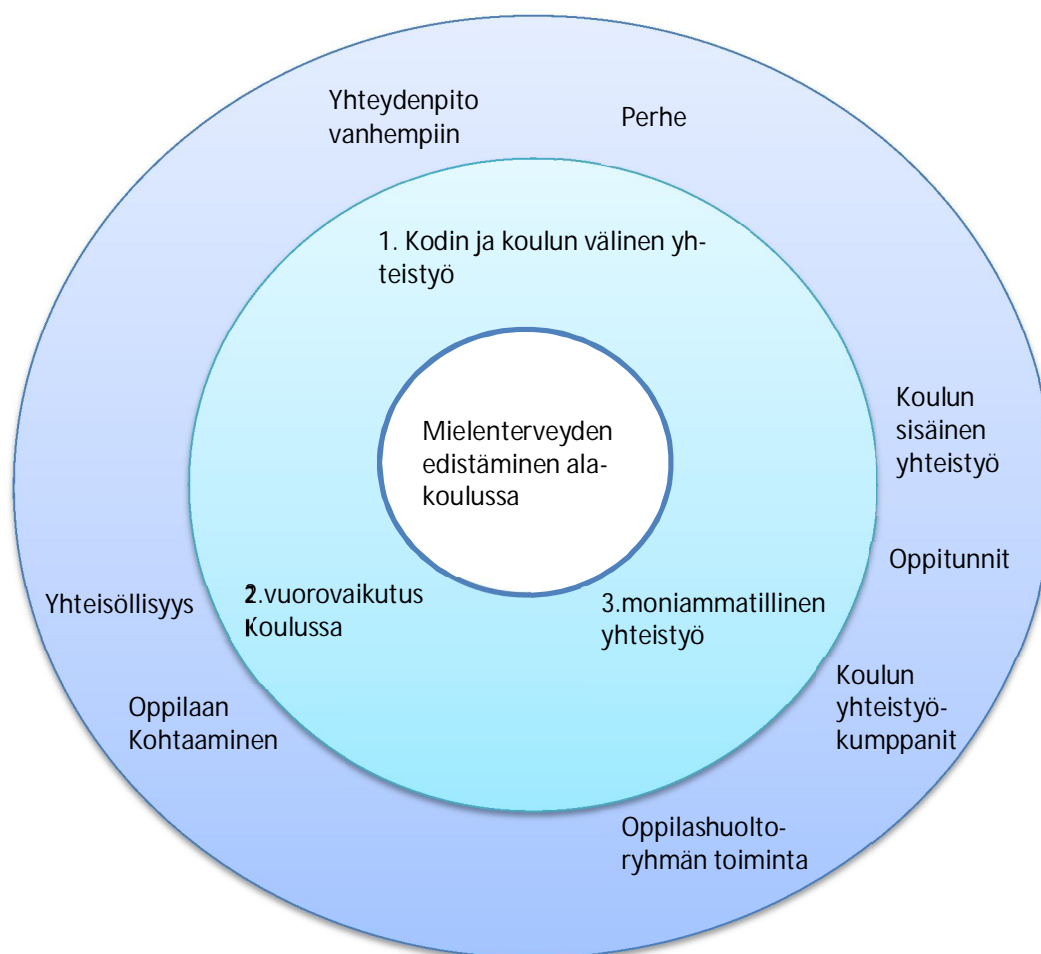 Yhteydenpito
vanhempiin
Perhe
1. Kodin ja koulun välinen yh-
teistyö
Koulun
sisäinen
yhteistyö
Mielenterveyden
edistäminen ala-
koulussa
Oppitunnit
Yhteisöllisyys
2.vuorovaikutus
Koulussa
3.moniammatillinen
yhteistyö
Koulun
yhteistyö-
kumppanit
Oppilaan
Kohtaaminen
Oppilashuolto-
ryhmän toiminta